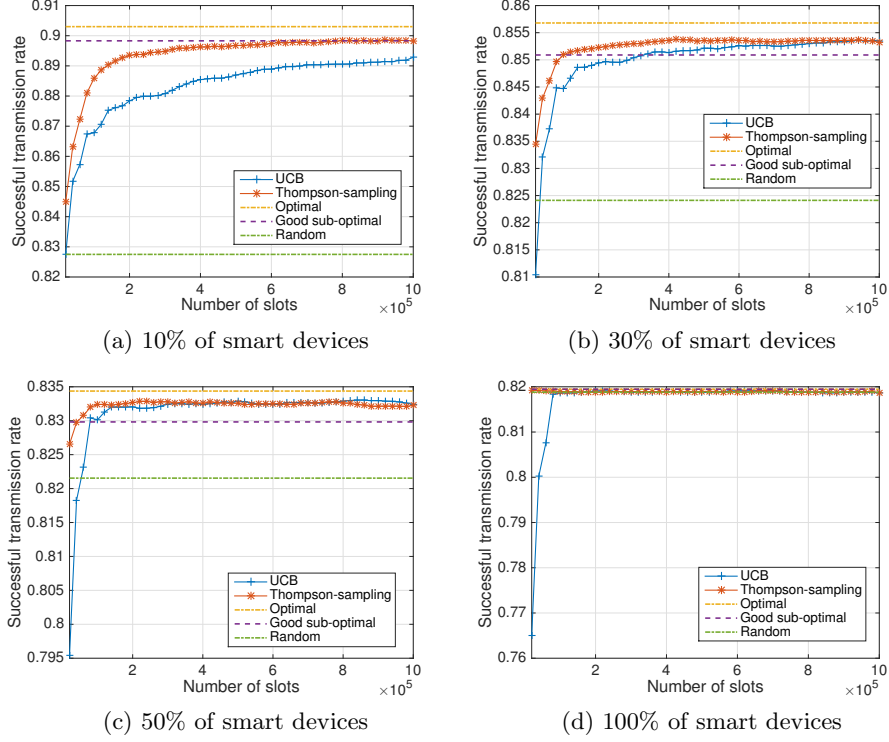 0.91
0.9
0.89
0.88
0.87
0.86
0.85
0.84
0.83
0.82
Successful transmission rate
UCB
Thompson-sampling
Optimal
Good sub-optimal
Random
2 4 6 8 10
Number of slots
×10⁵
(a) 10% of smart devices
0.86
0.855
0.85
0.845
0.84
0.835
0.83
0.825
0.82
0.815
0.81
Successful transmission rate
UCB
Thompson-sampling
Optimal
Good sub-optimal
Random
2 4 6 8 10
Number of slots
×10⁵
(b) 30% of smart devices
0.835
0.83
0.825
0.82
0.815
0.81
0.805
0.8
0.795
Successful transmission rate
UCB
Thompson-sampling
Optimal
Good sub-optimal
Random
2 4 6 8 10
Number of slots
×10⁵
(c) 50% of smart devices
0.82
0.81
0.8
0.79
0.78
0.77
0.76
Successful transmission rate
UCB
Thompson-sampling
Optimal
Good sub-optimal
Random
2 4 6 8 10
Number of slots
×10⁵
(d) 100% of smart devices